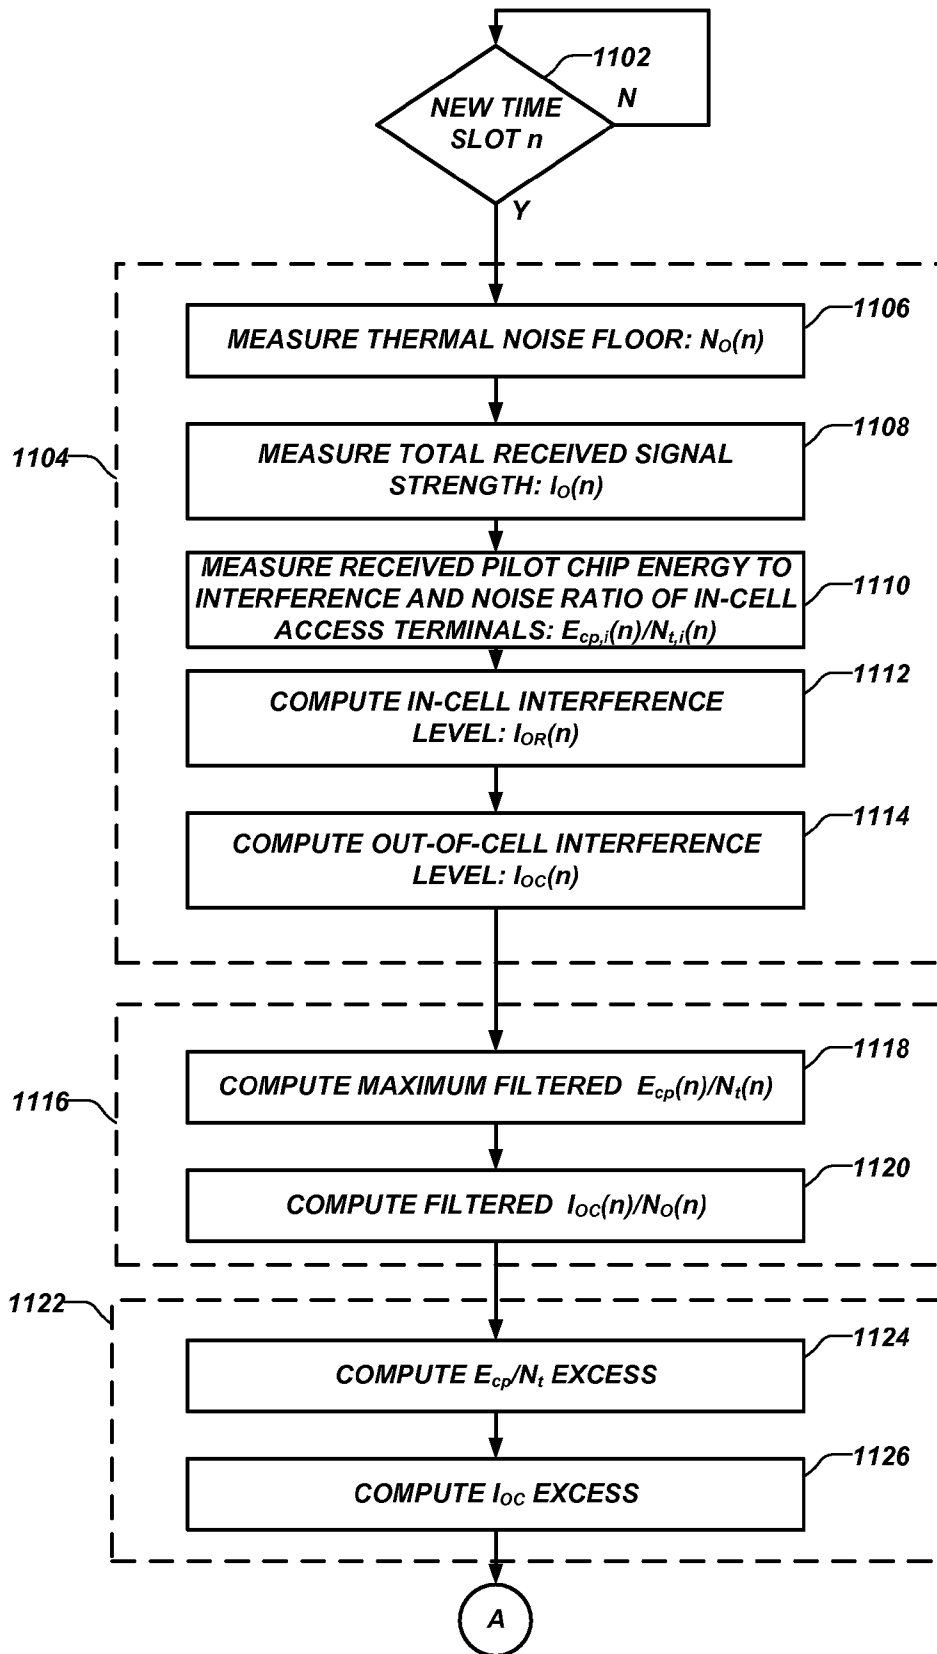 1102
NEW TIME
SLOT n
N
Y
1104
1106
MEASURE THERMAL NOISE FLOOR: No(n)
1108
MEASURE TOTAL RECEIVED SIGNAL
STRENGTH: Io(n)
1110
MEASURE RECEIVED PILOT CHIP ENERGY TO
INTERFERENCE AND NOISE RATIO OF IN-CELL
ACCESS TERMINALS: Ecp,i(n)/Nt,i(n)
1112
COMPUTE IN-CELL INTERFERENCE
LEVEL: IOR(n)
1114
COMPUTE OUT-OF-CELL INTERFERENCE
LEVEL: IOC(n)
1116
1118
COMPUTE MAXIMUM FILTERED Ecp(n)/Nt(n)
1120
COMPUTE FILTERED IOC(n)/NO(n)
1122
1124
COMPUTE Ecp/Nt EXCESS
1126
COMPUTE IOC EXCESS
A